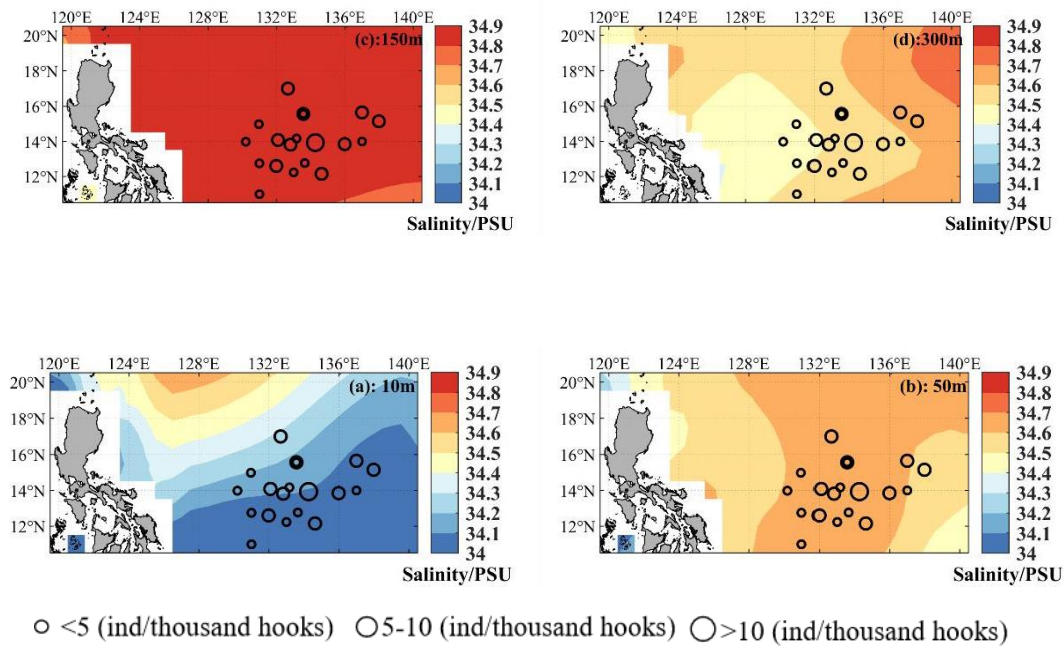 120°E 124°E 128°E 132°E 136°E 140°E
20°N
18°N
16°N
14°N
12°N
(c):150m
34.9
34.8
34.7
34.6
34.5
34.4
34.3
34.2
34.1
34
Salinity/PSU
120°E 124°E 128°E 132°E 136°E 140°E
20°N
18°N
16°N
14°N
12°N
(d):300m
34.9
34.8
34.7
34.6
34.5
34.4
34.3
34.2
34.1
34
Salinity/PSU
120°E 124°E 128°E 132°E 136°E 140°E
20°N
18°N
16°N
14°N
12°N
(a): 10m
34.9
34.8
34.7
34.6
34.5
34.4
34.3
34.2
34.1
34
Salinity/PSU
120°E 124°E 128°E 132°E 136°E 140°E
20°N
18°N
16°N
14°N
12°N
(b): 50m
34.9
34.8
34.7
34.6
34.5
34.4
34.3
34.2
34.1
34
Salinity/PSU
<5 (ind/thousand hooks) 5-10 (ind/thousand hooks) >10 (ind/thousand hooks)